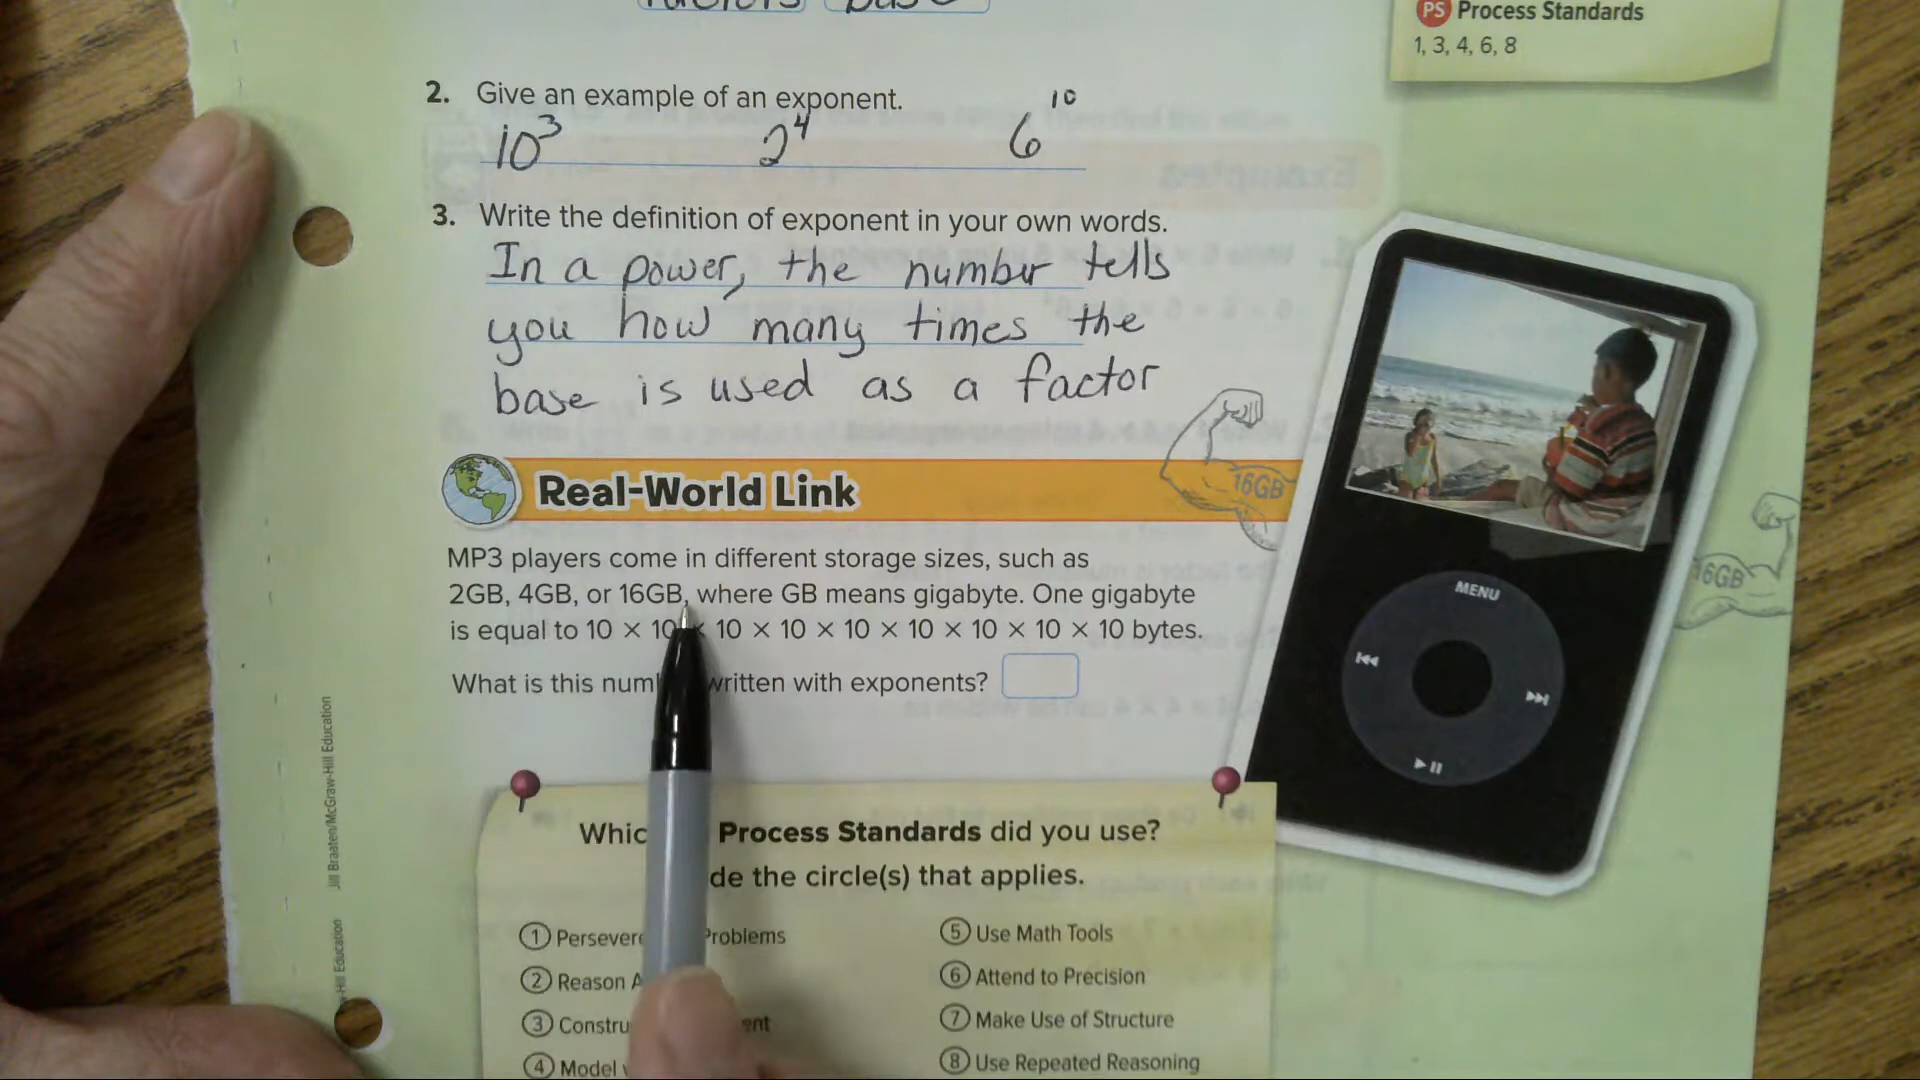 base
PS Process Standards
1, 3, 4, 6, 8
2. Give an example of an exponent.
10³ 2⁴ 6¹⁰
3. Write the definition of exponent in your own words.
In a power, the number tells
you how many times the
base is used as a factor
Real-World Link
16GB
MP3 players come in different storage sizes, such as
2GB, 4GB, or 16GB, where GB means gigabyte. One gigabyte
is equal to 10 × 10 × 10 × 10 × 10 × 10 × 10 × 10 × 10 bytes.
What is this written with exponents?
MENU
16GB
Process Standards did you use?
the circle(s) that applies.
1 Problems
2 Reason
3
4 Model
5 Use Math Tools
6 Attend to Precision
7 Make Use of Structure
8 Use Repeated Reasoning
Jill Braaten/McGraw-Hill Education
Hill Education